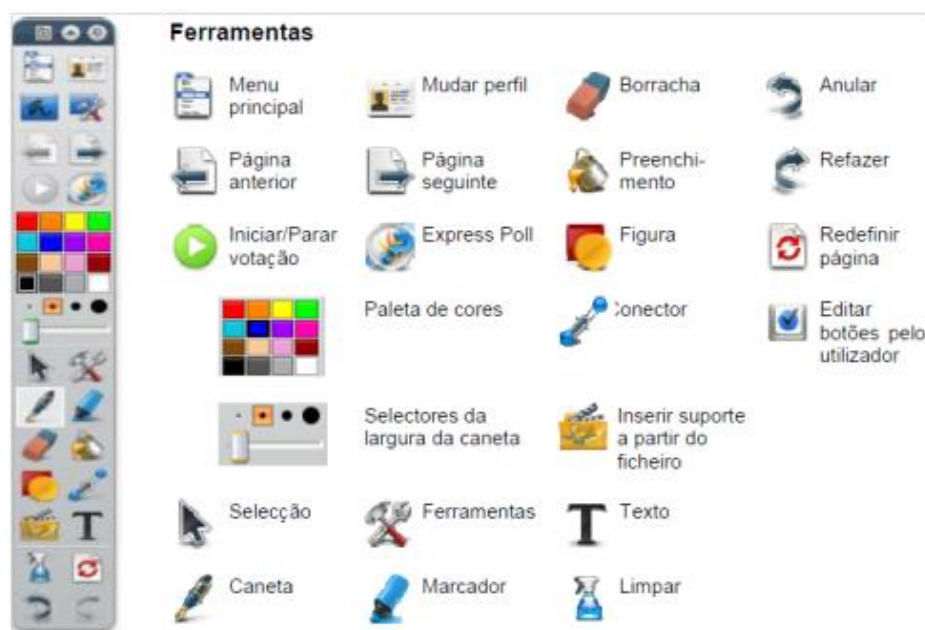 Ferramentas
Menu
principal
Mudar perfil
Borracha
Anular
Página
anterior
Página
seguinte
Preenchi-
mento
Refazer
Iniciar/Parar
votação
Express Poll
Figura
Redefinir
página
Paleta de cores
Conector
Editar
botões pelo
utilizador
Selectores da
largura da caneta
Inserir suporte
a partir do
ficheiro
Selecção
Ferramentas
Texto
Caneta
Marcador
Limpar